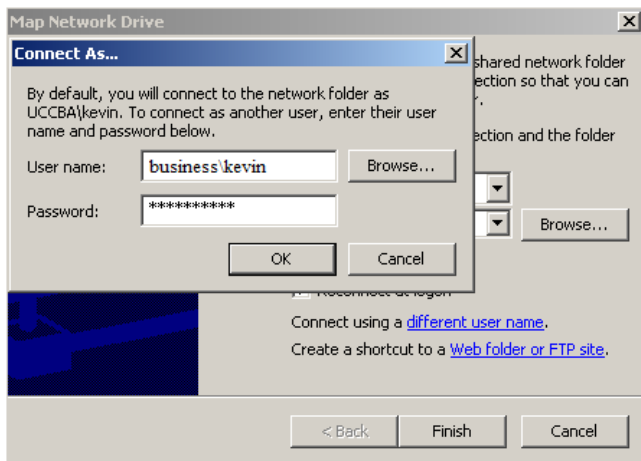 Map Network Drive
Connect As...
By default, you will connect to the network folder as
UCCBA\kevin. To connect as another user, enter their user
name and password below.
User name: business\kevin Browse...
Password: **********
OK Cancel
shared network folder
ection so that you can
ection and the folder
Browse...
Reconnect at logon
Connect using a different user name.
Create a shortcut to a Web folder or FTP site.
< Back Finish Cancel